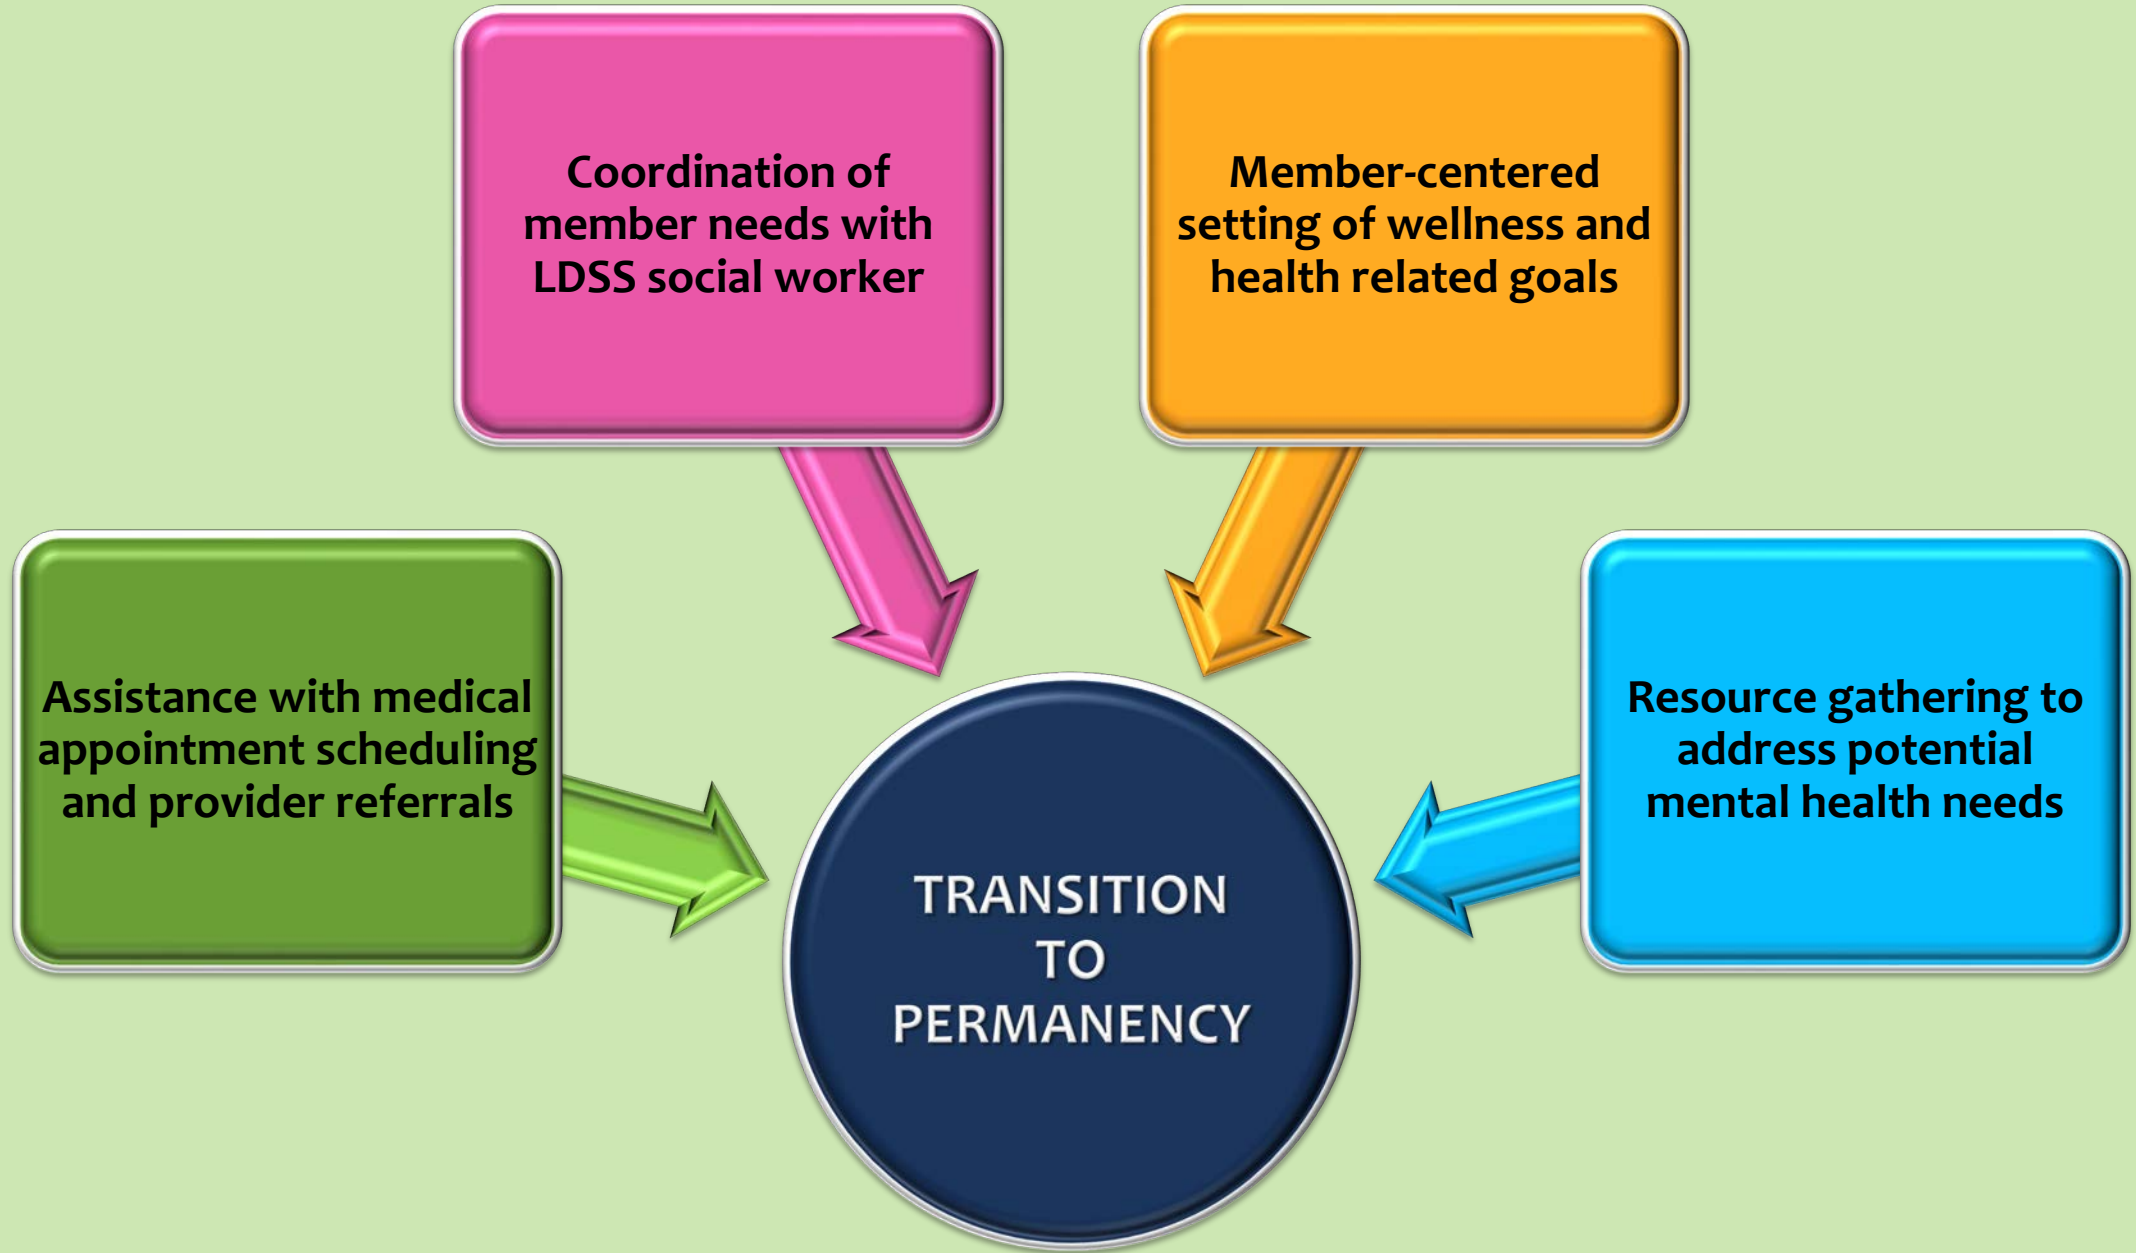 Coordination of
member needs with
LDSS social worker
Member-centered
setting of wellness and
health related goals
Assistance with medical
appointment scheduling
and provider referrals
Resource gathering to
address potential
mental health needs
TRANSITION
TO
PERMANENCY